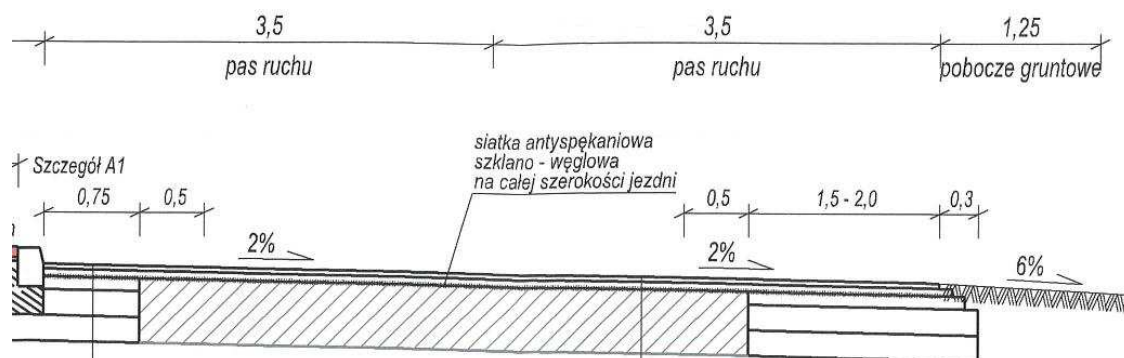 3,5
3,5
1,25
pas ruchu
pas ruchu
pobocze gruntowe
siatka antyspękaniowa
szklano - węglowa
na całej szerokości jezdni
Szczegół A1
0,75
0,5
0,5
1,5 - 2,0
0,3
2%
2%
6%